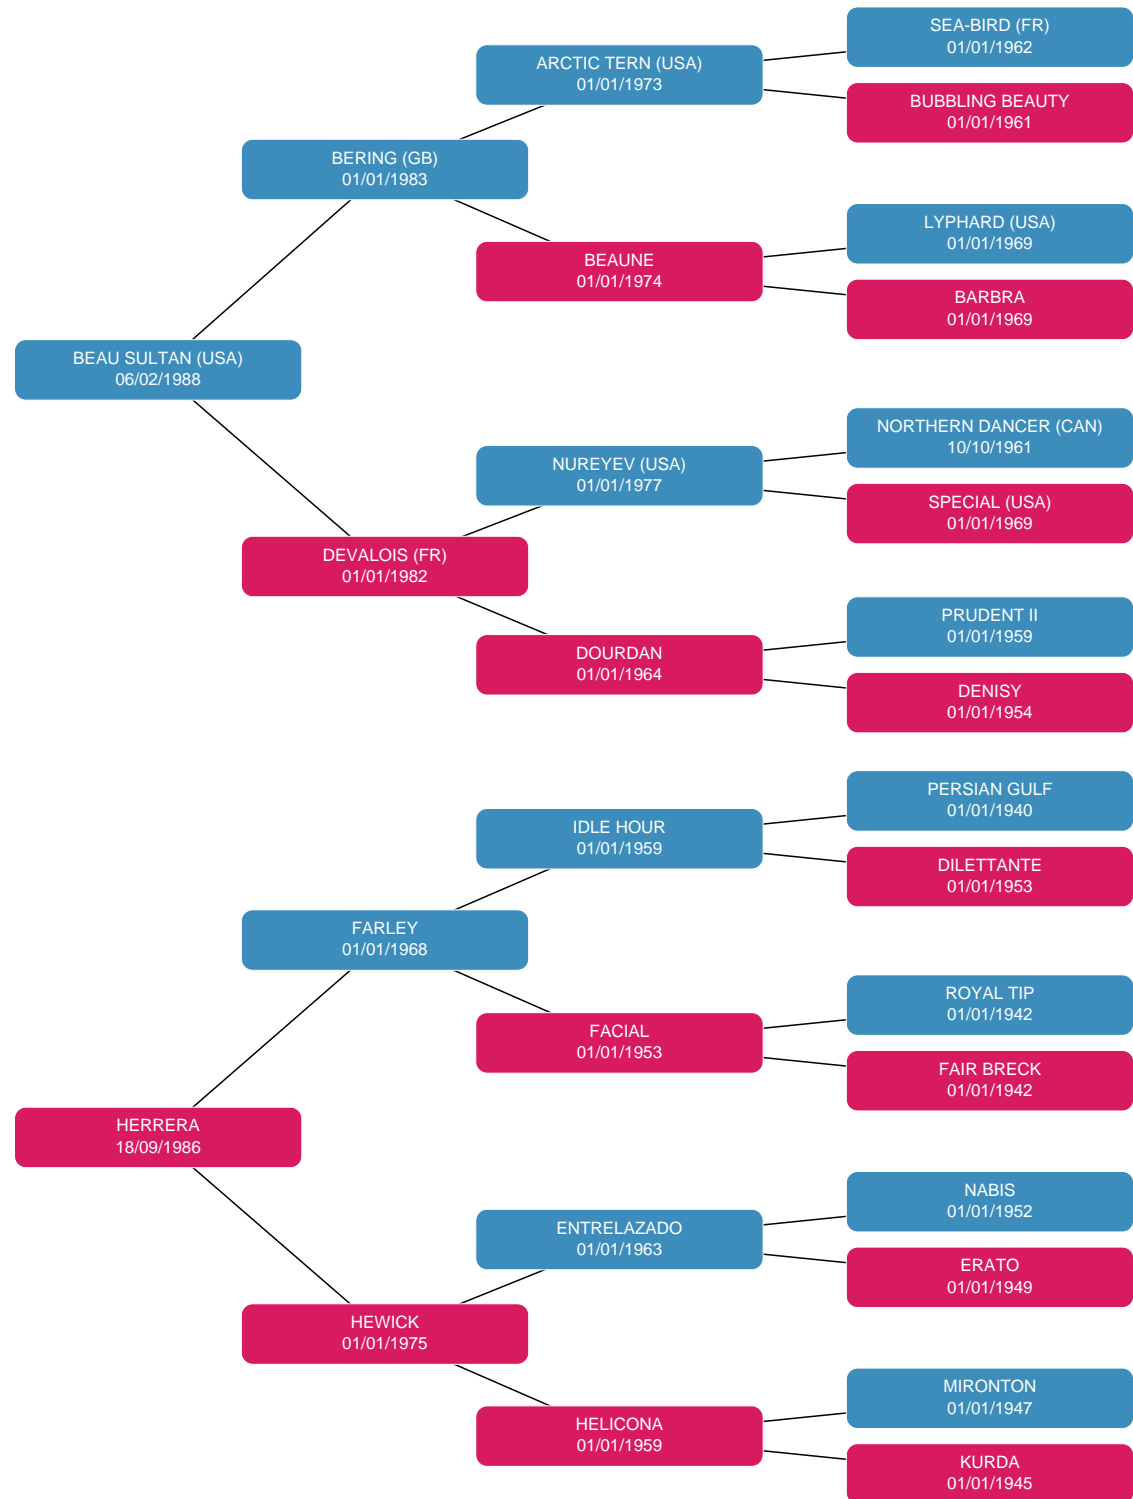 SEA-BIRD (FR)
01/01/1962
ARCTIC TERN (USA)
01/01/1973
BUBBLING BEAUTY
01/01/1961
BERING (GB)
01/01/1983
LYPHARD (USA)
01/01/1969
BEAUNE
01/01/1974
BARBRA
01/01/1969
BEAU SULTAN (USA)
06/02/1988
NORTHERN DANCER (CAN)
10/10/1961
NUREYEV (USA)
01/01/1977
SPECIAL (USA)
01/01/1969
DEVALOIS (FR)
01/01/1982
PRUDENT II
01/01/1959
DOURDAN
01/01/1964
DENISY
01/01/1954
PERSIAN GULF
01/01/1940
IDLE HOUR
01/01/1959
DILETTANTE
01/01/1953
FARLEY
01/01/1968
ROYAL TIP
01/01/1942
FACIAL
01/01/1953
FAIR BRECK
01/01/1942
HERRERA
18/09/1986
NABIS
01/01/1952
ENTRELAZADO
01/01/1963
ERATO
01/01/1949
HEWICK
01/01/1975
MIRONTON
01/01/1947
HELICONA
01/01/1959
KURDA
01/01/1945